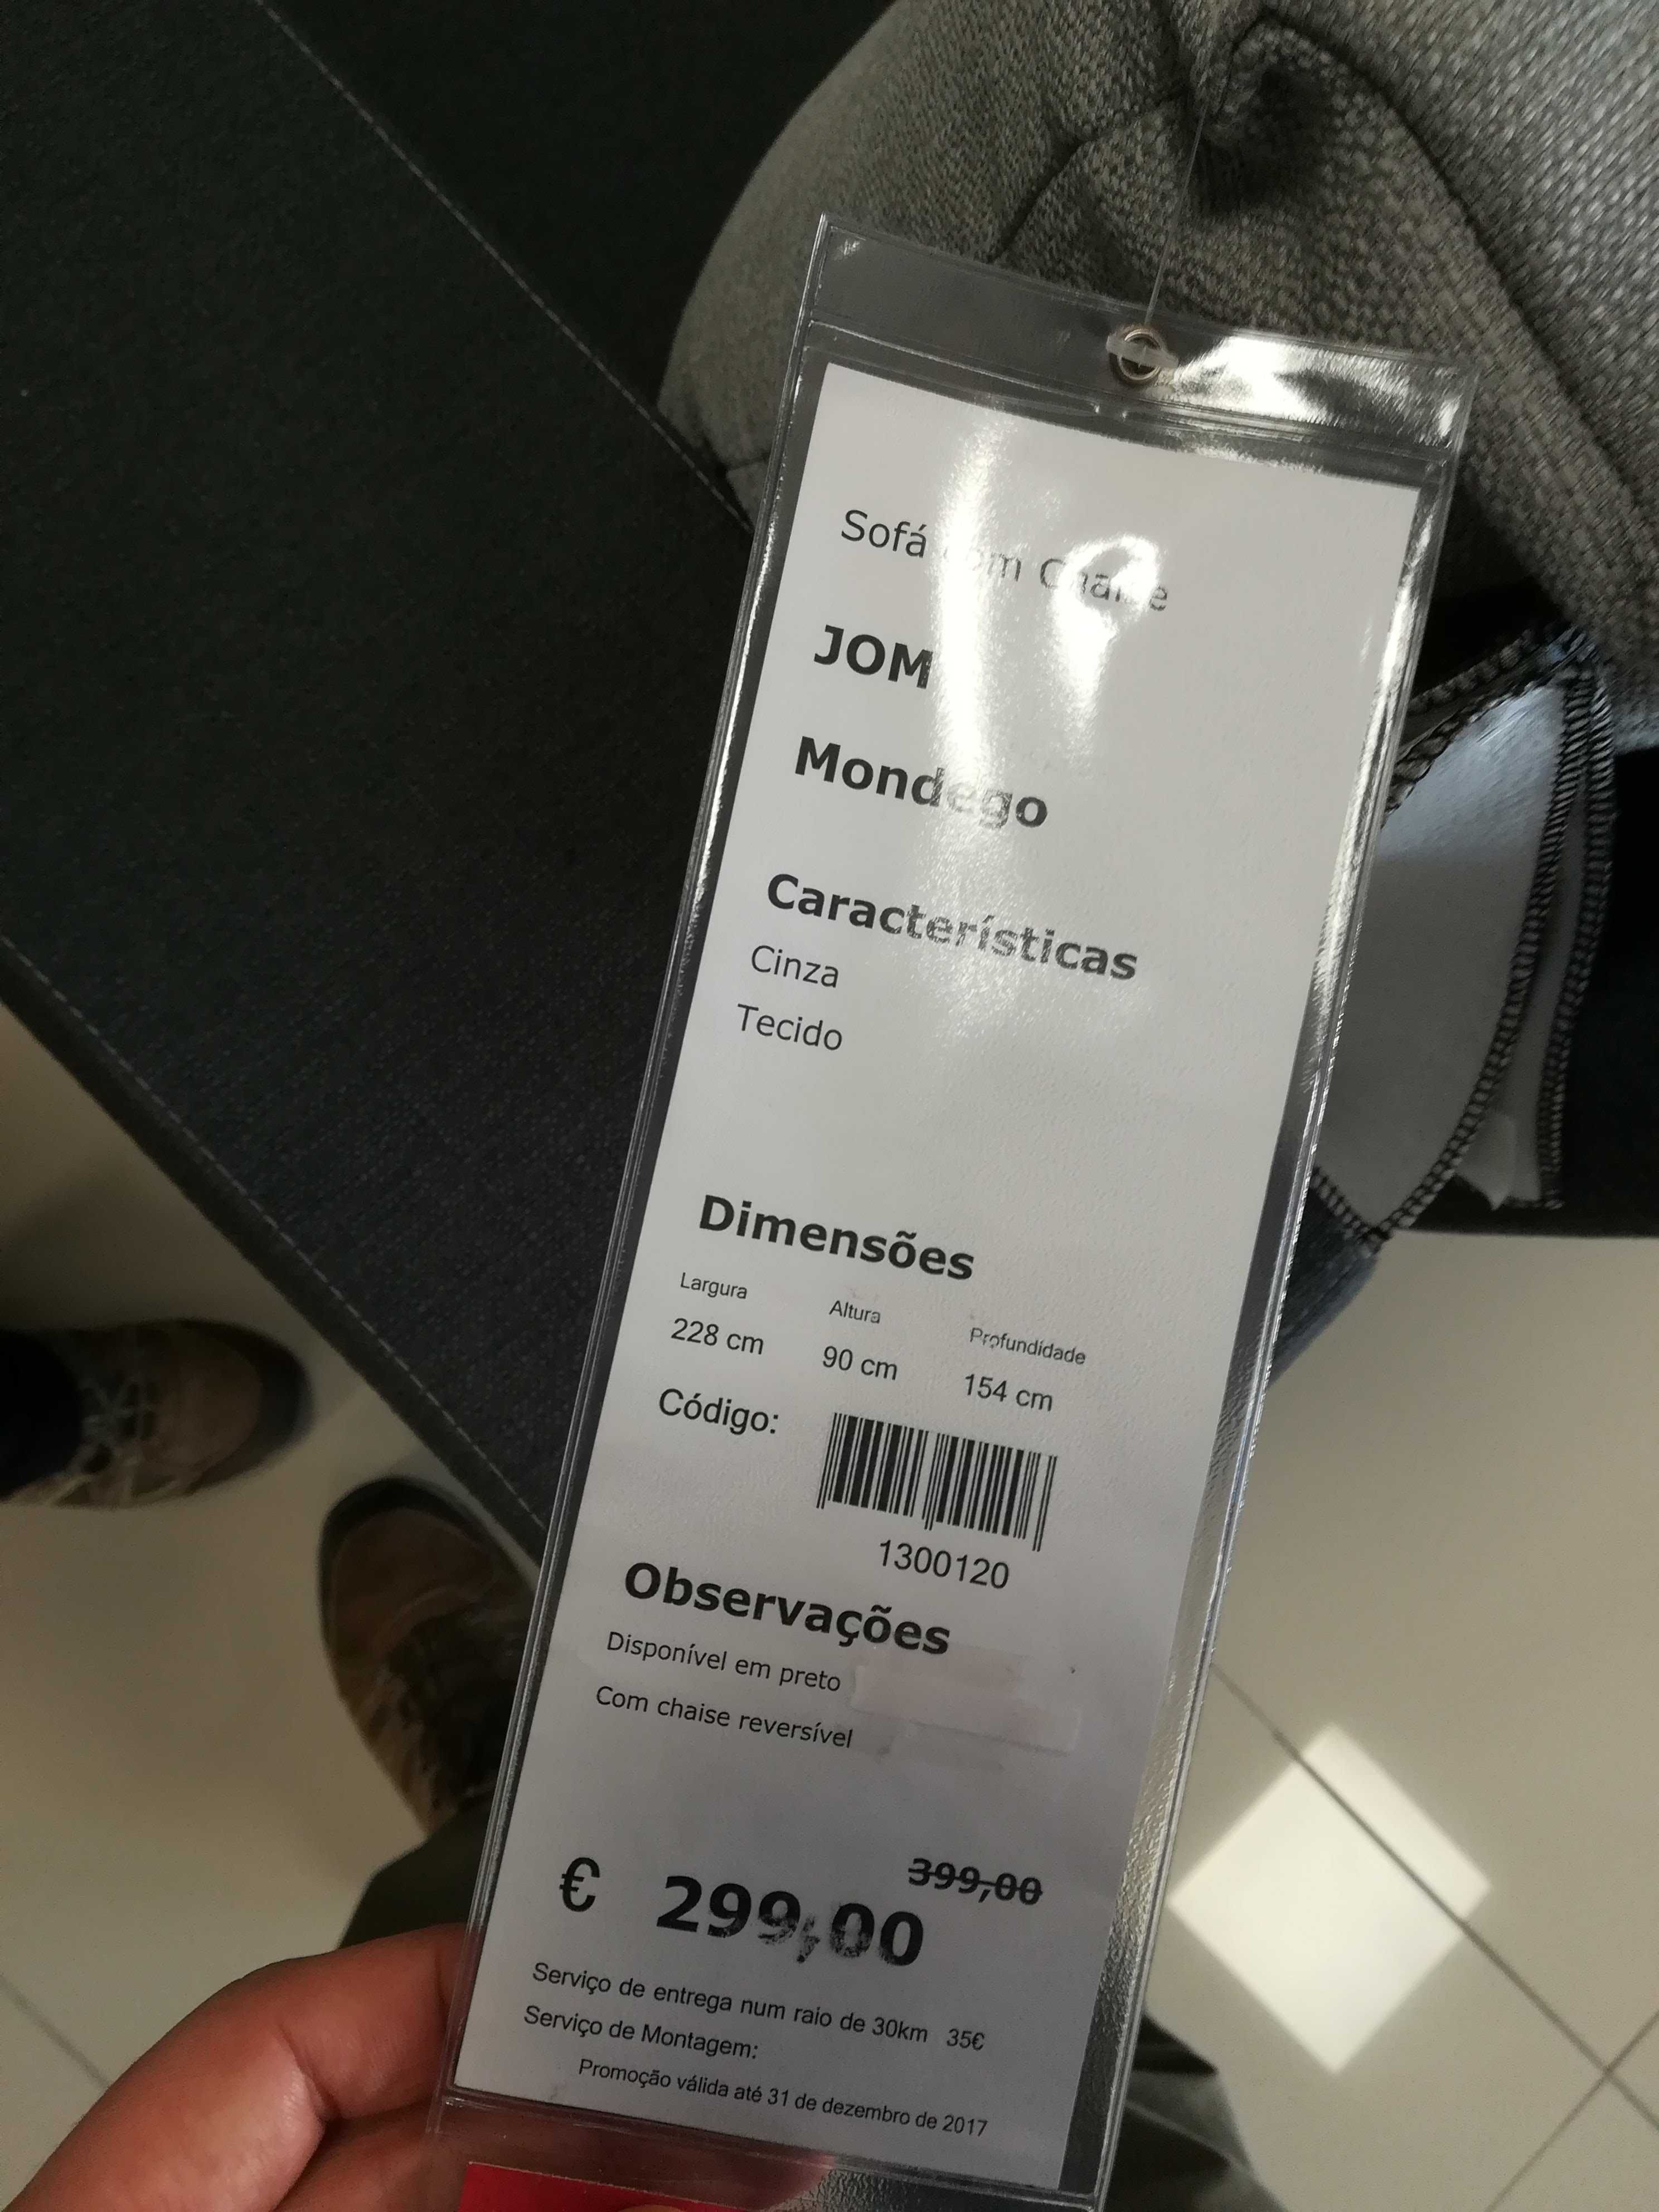 Sofá com Chaise
JOM
Mondego
Características
Cinza
Tecido
Dimensões
Largura Altura Profundidade
228 cm 90 cm 154 cm
Código:
1300120
Observações
Disponível em preto
Com chaise reversível
399,00
€ 299,00
Serviço de entrega num raio de 30km 35€
Serviço de Montagem:
Promoção válida até 31 de dezembro de 2017